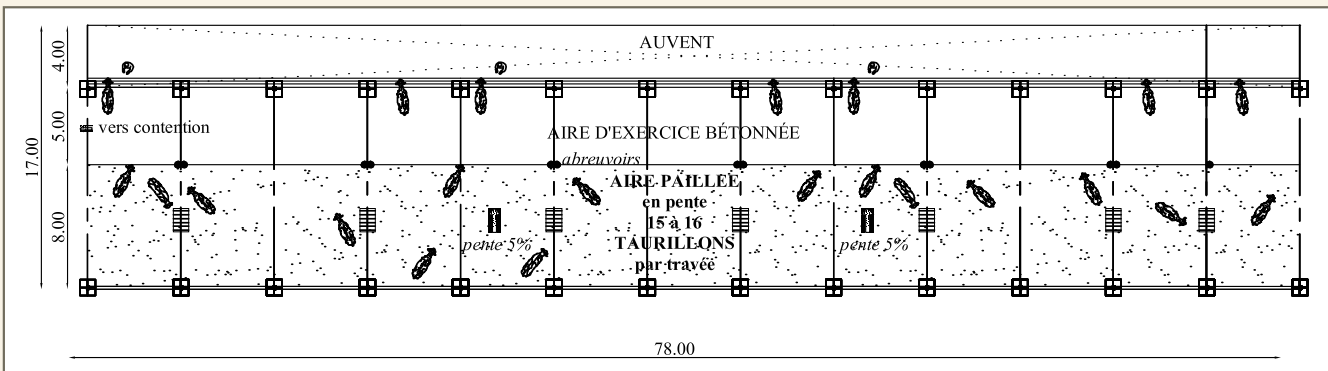 AUVENT
4.00
5.00
17.00
8.00
vers contention
AIRE D'EXERCICE BÉTONNÉE
abreuvoirs
AIRE PAILLÉE
en pente
15 à 16
TAURILLONS
par travée
pente 5%
pente 5%
78.00